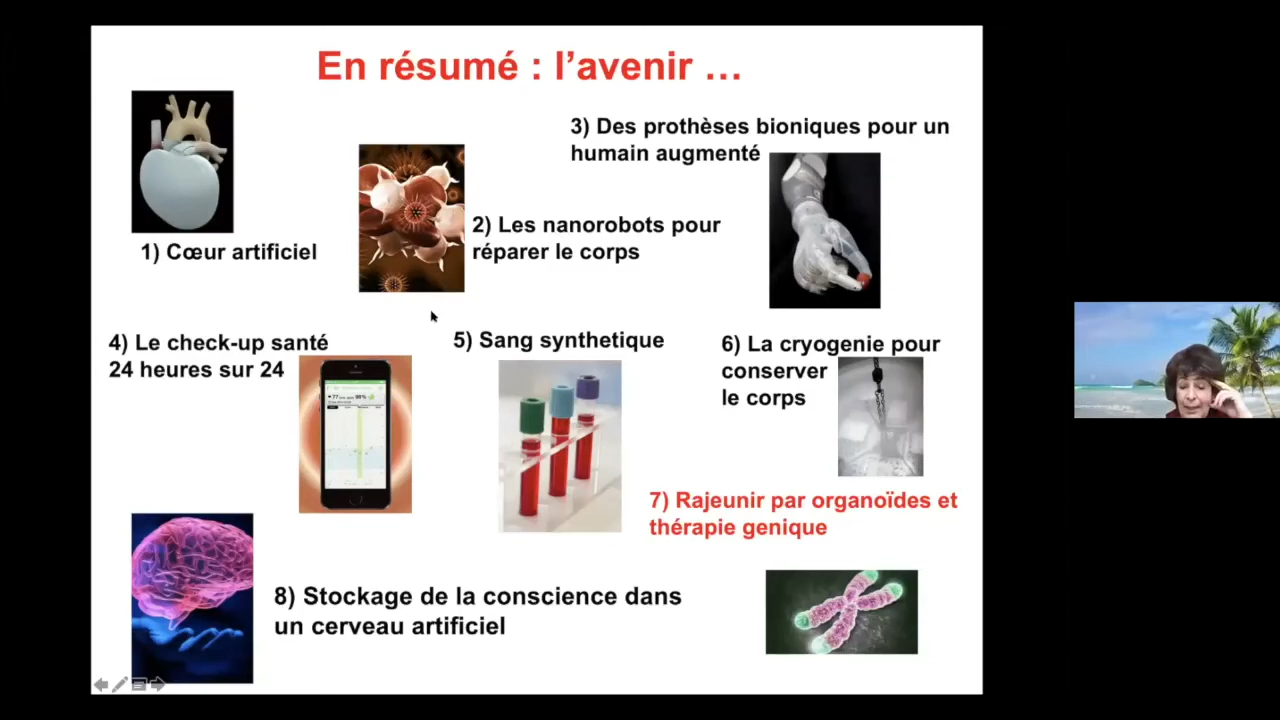 En résumé : l’avenir …
3) Des prothèses bioniques pour un
humain augmenté
2) Les nanorobots pour
réparer le corps
1) Cœur artificiel
4) Le check-up santé
24 heures sur 24
5) Sang synthetique
6) La cryogenie pour
conserver
le corps
7) Rajeunir par organoïdes et
thérapie genique
8) Stockage de la conscience dans
un cerveau artificiel